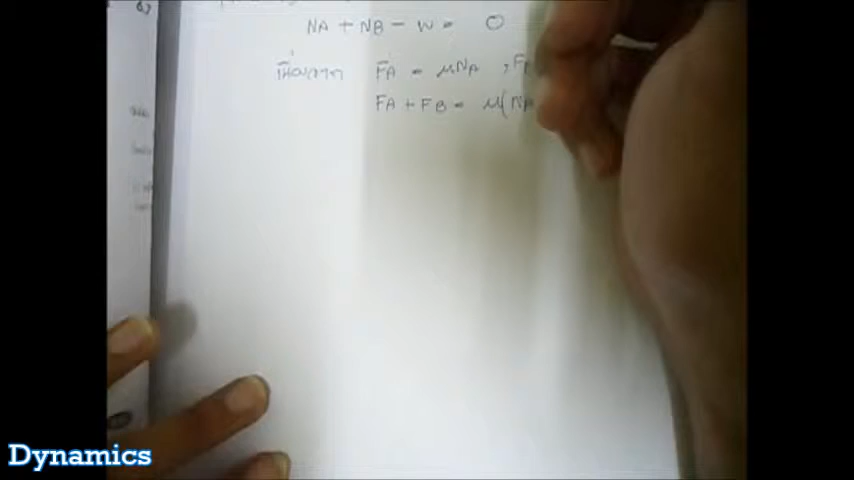 NA + NB - W = 0
เนื่องจาก FA = μNA , F
FA + FB = μ(NA
Dynamics